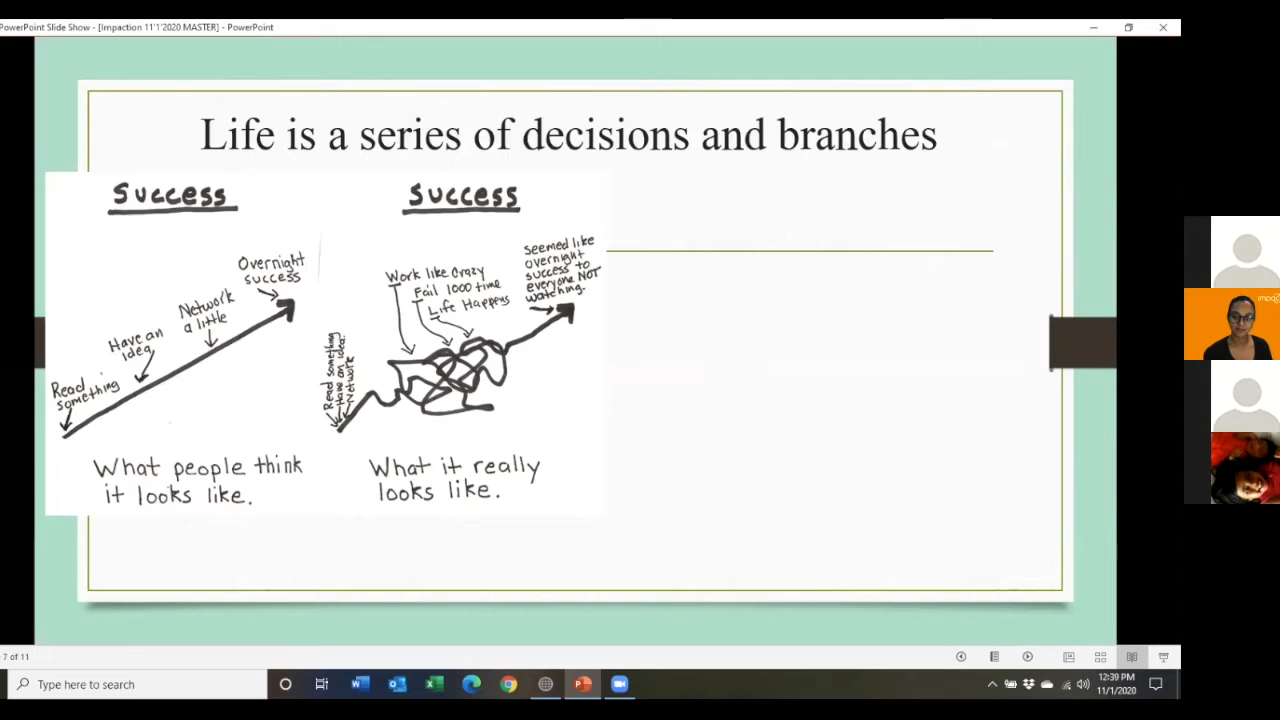 PowerPoint Slide Show - [Impaction 11'1'2020 MASTER] - PowerPoint
Life is a series of decisions and branches
Success
Read
something
Have an
idea
Network
a little
Overnight
success
What people think
it looks like.
Success
Read something
Have an idea.
Network
Work like crazy
Fail 1000 time
Life Happens
Seemed like
overnight
success to
everyone NOT
watching.
What it really
looks like.
impac
7 of 11
Type here to search
12:39 PM
11/1/2020